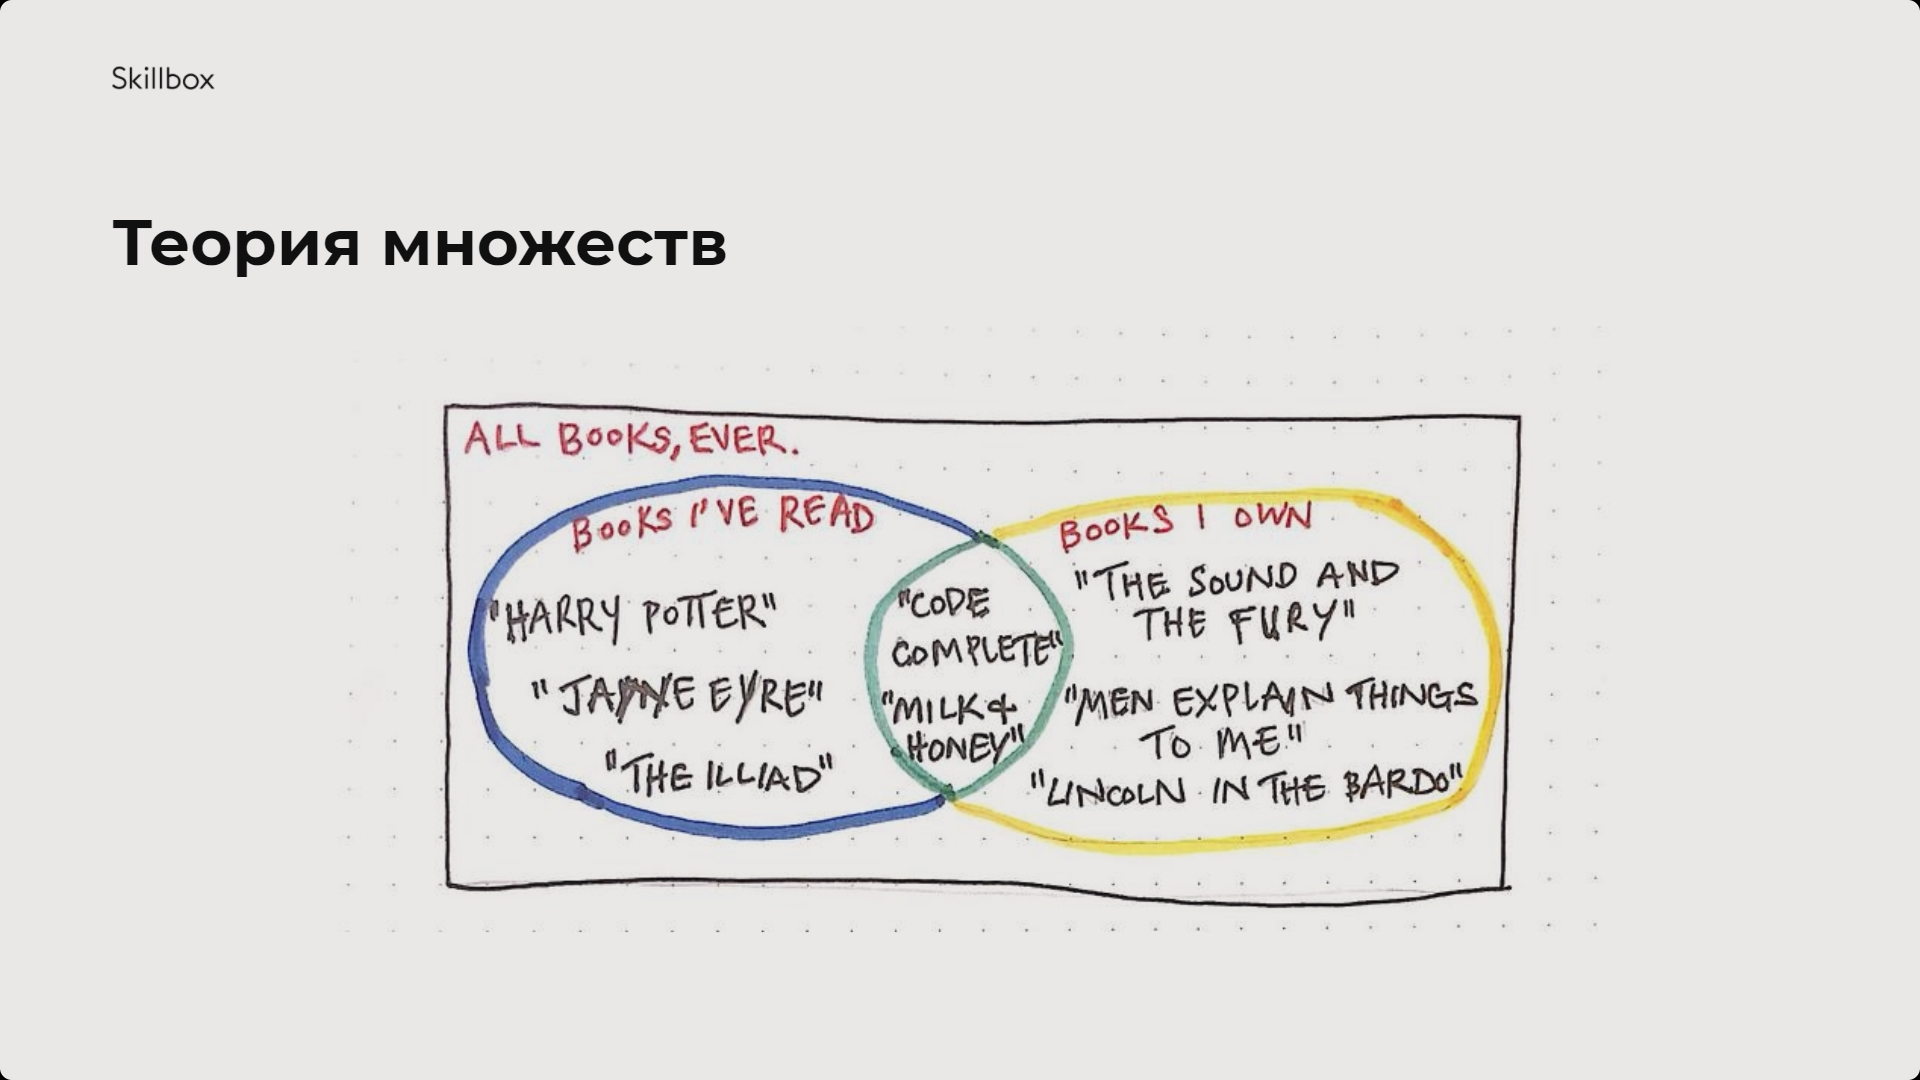 Skillbox
Теория множеств
ALL BOOKS, EVER.
BOOKS I'VE READ
"HARRY POTTER"
"JAYNE EYRE"
"THE ILLIAD"
"CODE
COMPLETE"
"MILK &
HONEY"
BOOKS I OWN
"THE SOUND AND
THE FURY"
"MEN EXPLAIN THINGS
TO ME"
"LINCOLN IN THE BARDO"